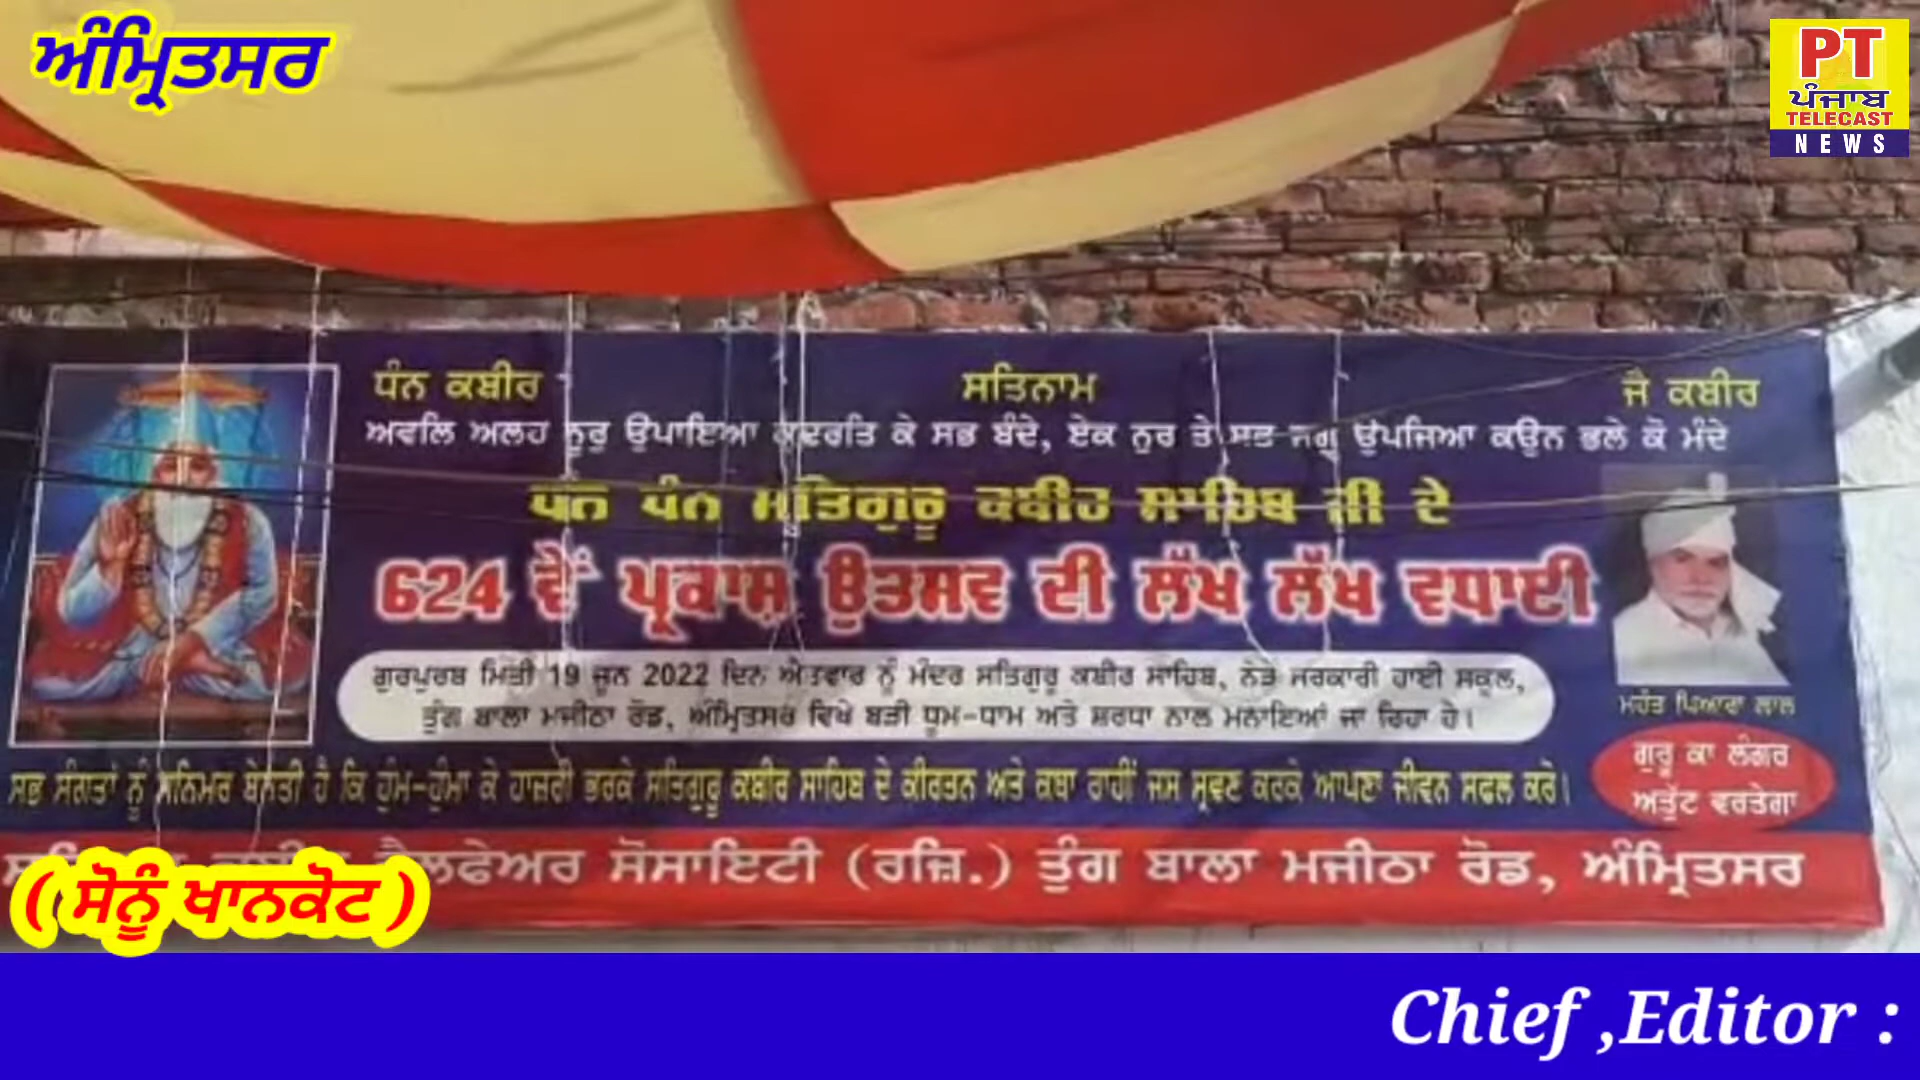 ਅੰਮ੍ਰਿਤਸਰ
PT
ਪੰਜਾਬ
TELECAST
NEWS
ਧੰਨ ਕਬੀਰ ਸਤਿਨਾਮ ਜੈ ਕਬੀਰ
ਅਵਲਿ ਅਲਹ ਨੂਰੁ ਉਪਾਇਆ ਕੁਦਰਤਿ ਕੇ ਸਭ ਬੰਦੇ, ਏਕ ਨੂਰ ਤੇ ਸਭ ਜਗੁ ਉਪਜਿਆ ਕਉਨ ਭਲੇ ਕੋ ਮੰਦੇ
ਧੰਨ ਧੰਨ ਸਤਿਗੁਰੂ ਕਬੀਰ ਸਾਹਿਬ ਜੀ ਦੇ
624 ਵੇਂ ਪ੍ਰਕਾਸ਼ ਉਤਸਵ ਦੀ ਲੱਖ ਲੱਖ ਵਧਾਈ
ਗੁਰਪੁਰਬ ਮਿਤੀ 19 ਜੂਨ 2022 ਦਿਨ ਐਤਵਾਰ ਨੂੰ ਮੰਦਰ ਸਤਿਗੁਰੂ ਕਬੀਰ ਸਾਹਿਬ, ਨੇੜੇ ਸਰਕਾਰੀ ਹਾਈ ਸਕੂਲ,
ਤੁੰਗ ਬਾਲਾ ਮਜੀਠਾ ਰੋਡ, ਅੰਮ੍ਰਿਤਸਰ ਵਿਖੇ ਬੜੀ ਧੂਮ-ਧਾਮ ਅਤੇ ਸ਼ਰਧਾ ਨਾਲ ਮਨਾਇਆਂ ਜਾ ਰਿਹਾ ਹੈ।
ਮਹੰਤ ਪਿਆਰਾ ਲਾਲ
ਸਭ ਸੰਗਤਾਂ ਨੂੰ ਸਨਿਮਰ ਬੇਨਤੀ ਹੈ ਕਿ ਹੁੰਮ-ਹੁੰਮਾ ਕੇ ਹਾਜ਼ਰੀ ਭਰਕੇ ਸਤਿਗੁਰੂ ਕਬੀਰ ਸਾਹਿਬ ਦੇ ਕੀਰਤਨ ਅਤੇ ਕਥਾ ਰਾਹੀਂ ਜਸ ਸ੍ਰਵਣ ਕਰਕੇ ਆਪਣਾ ਜੀਵਨ ਸਫਲ ਕਰੋ।
ਗੁਰੂ ਕਾ ਲੰਗਰ
ਅਤੁੱਟ ਵਰਤੇਗਾ
ਵੈਲਫੇਅਰ ਸੋਸਾਇਟੀ (ਰਜ਼ਿ.) ਤੁੰਗ ਬਾਲਾ ਮਜੀਠਾ ਰੋਡ, ਅੰਮ੍ਰਿਤਸਰ
( ਸੋਨੂੰ ਖਾਨਕੋਟ )
Chief ,Editor :